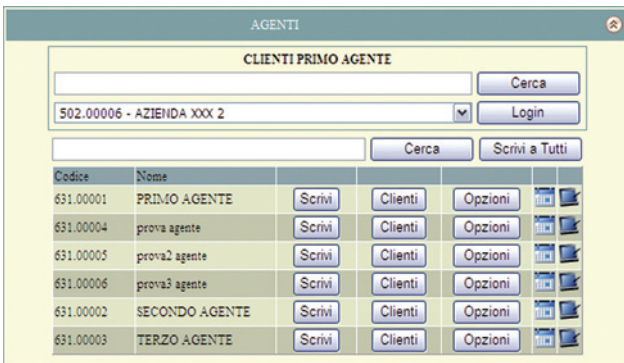 AGENTI
CLIENTI PRIMO AGENTE
Cerca
502.00006 - AZIENDA XXX 2 Login
Cerca Scrivi a Tutti
Codice Nome
631.00001 PRIMO AGENTE Scrivi Clienti Opzioni
631.00004 prova agente Scrivi Clienti Opzioni
631.00005 prova2 agente Scrivi Clienti Opzioni
631.00006 prova3 agente Scrivi Clienti Opzioni
631.00002 SECONDO AGENTE Scrivi Clienti Opzioni
631.00003 TERZO AGENTE Scrivi Clienti Opzioni